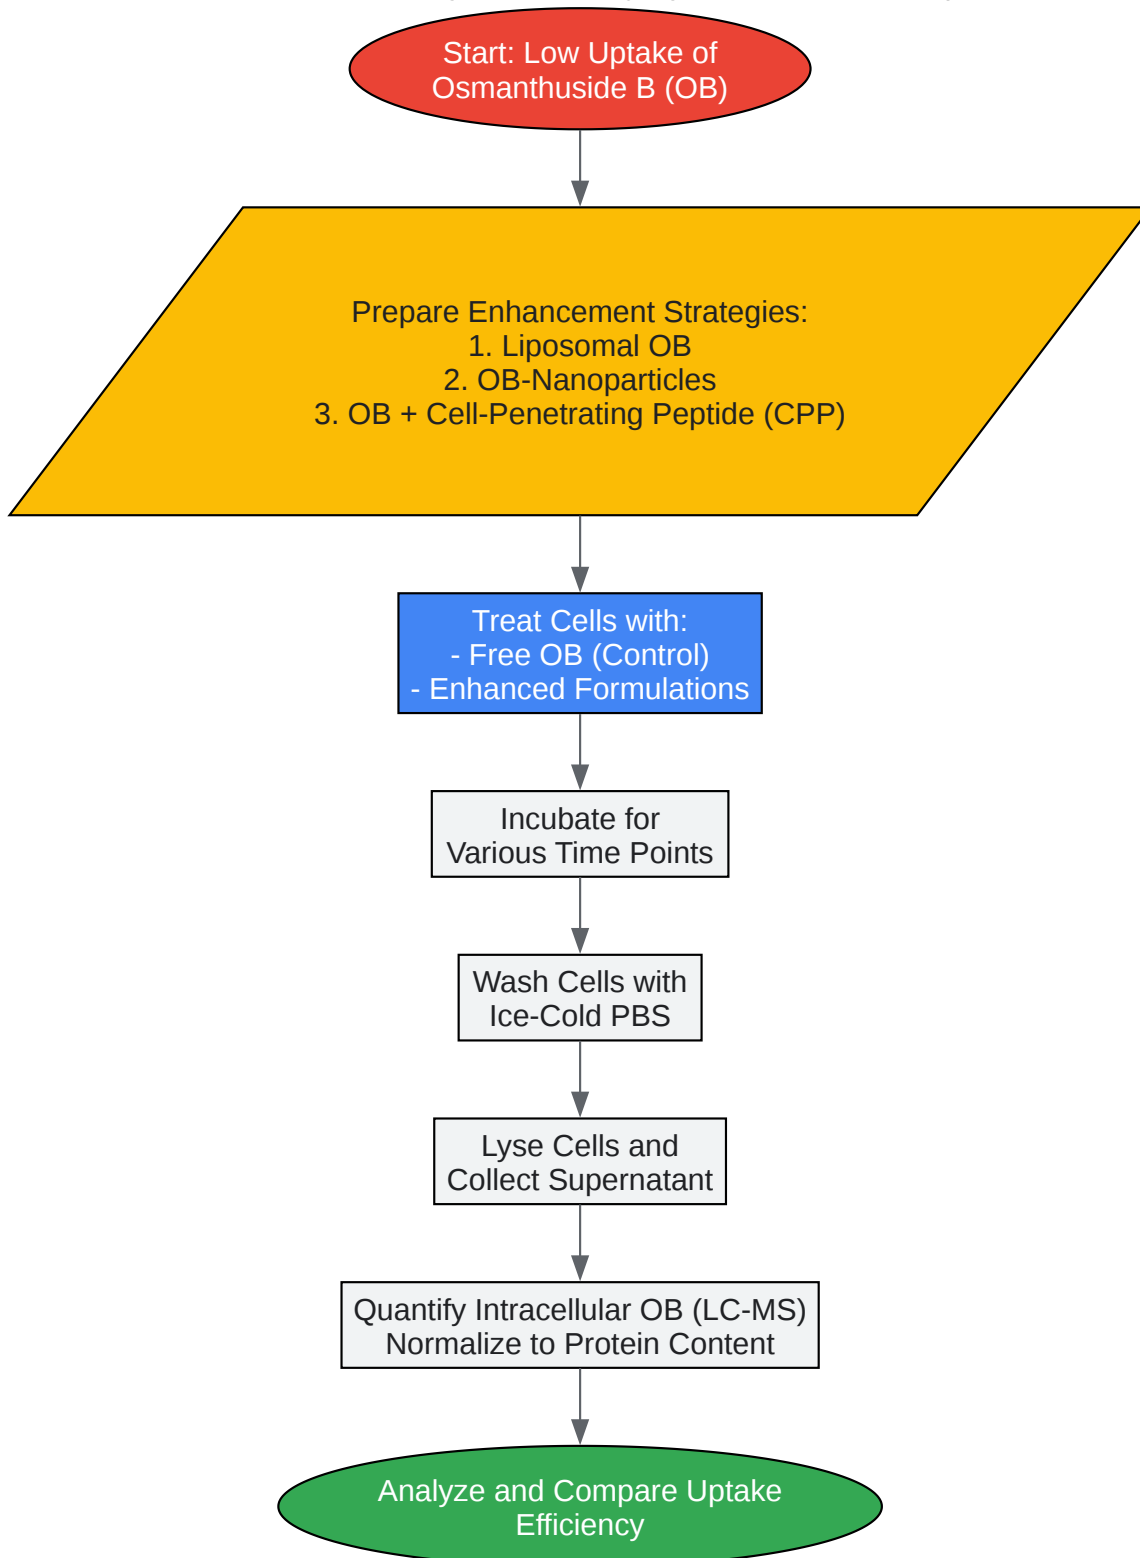 Start: Low Uptake of
Osmanthuside B (OB)
Prepare Enhancement Strategies:
1. Liposomal OB
2. OB-Nanoparticles
3. OB + Cell-Penetrating Peptide (CPP)
Treat Cells with:
- Free OB (Control)
- Enhanced Formulations
Incubate for
Various Time Points
Wash Cells with
Ice-Cold PBS
Lyse Cells and
Collect Supernatant
Quantify Intracellular OB (LC-MS)
Normalize to Protein Content
Analyze and Compare Uptake
Efficiency